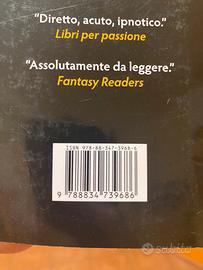 “Diretto, acuto, ipnotico.”
Libri per passione
“Assolutamente da leggere.”
Fantasy Readers
ISBN 978-88-347-3968-6
9 788834 739686
subito